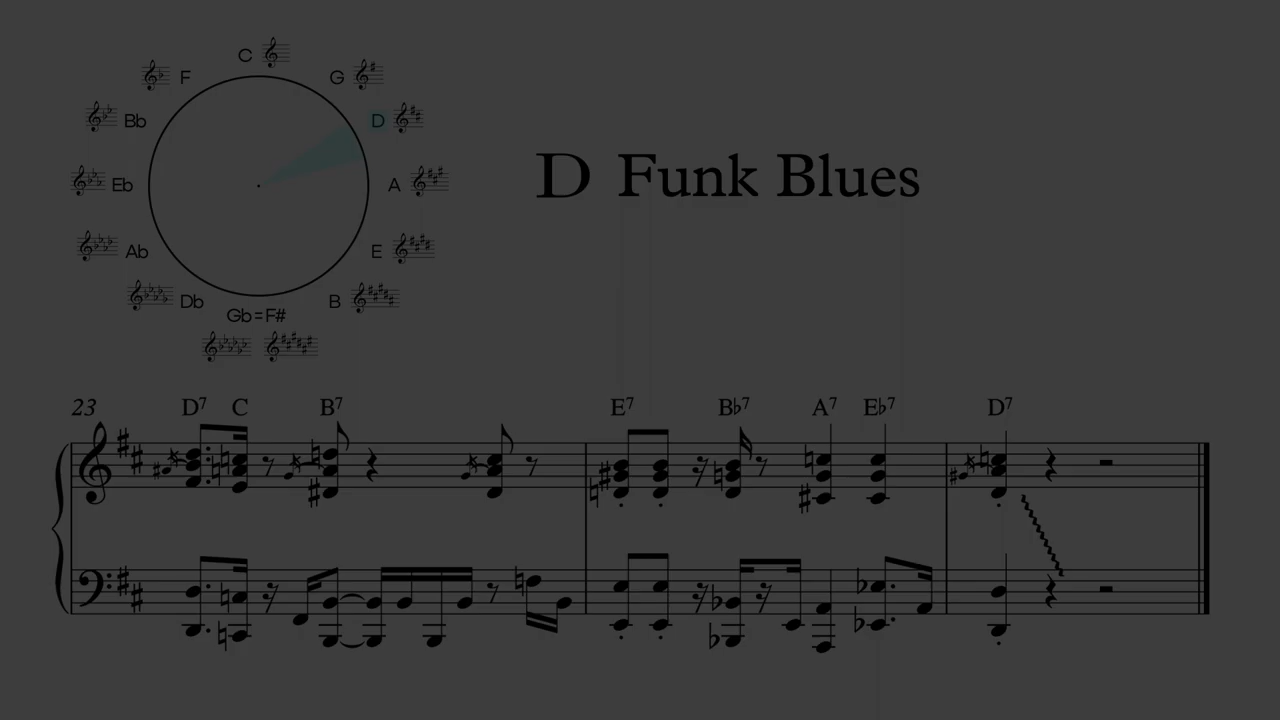 C
F G
Bb D
Eb A
Ab E
Db B
Gb=F#
D Funk Blues
23 D7 C B7 E7 Bb7 A7 Eb7 D7